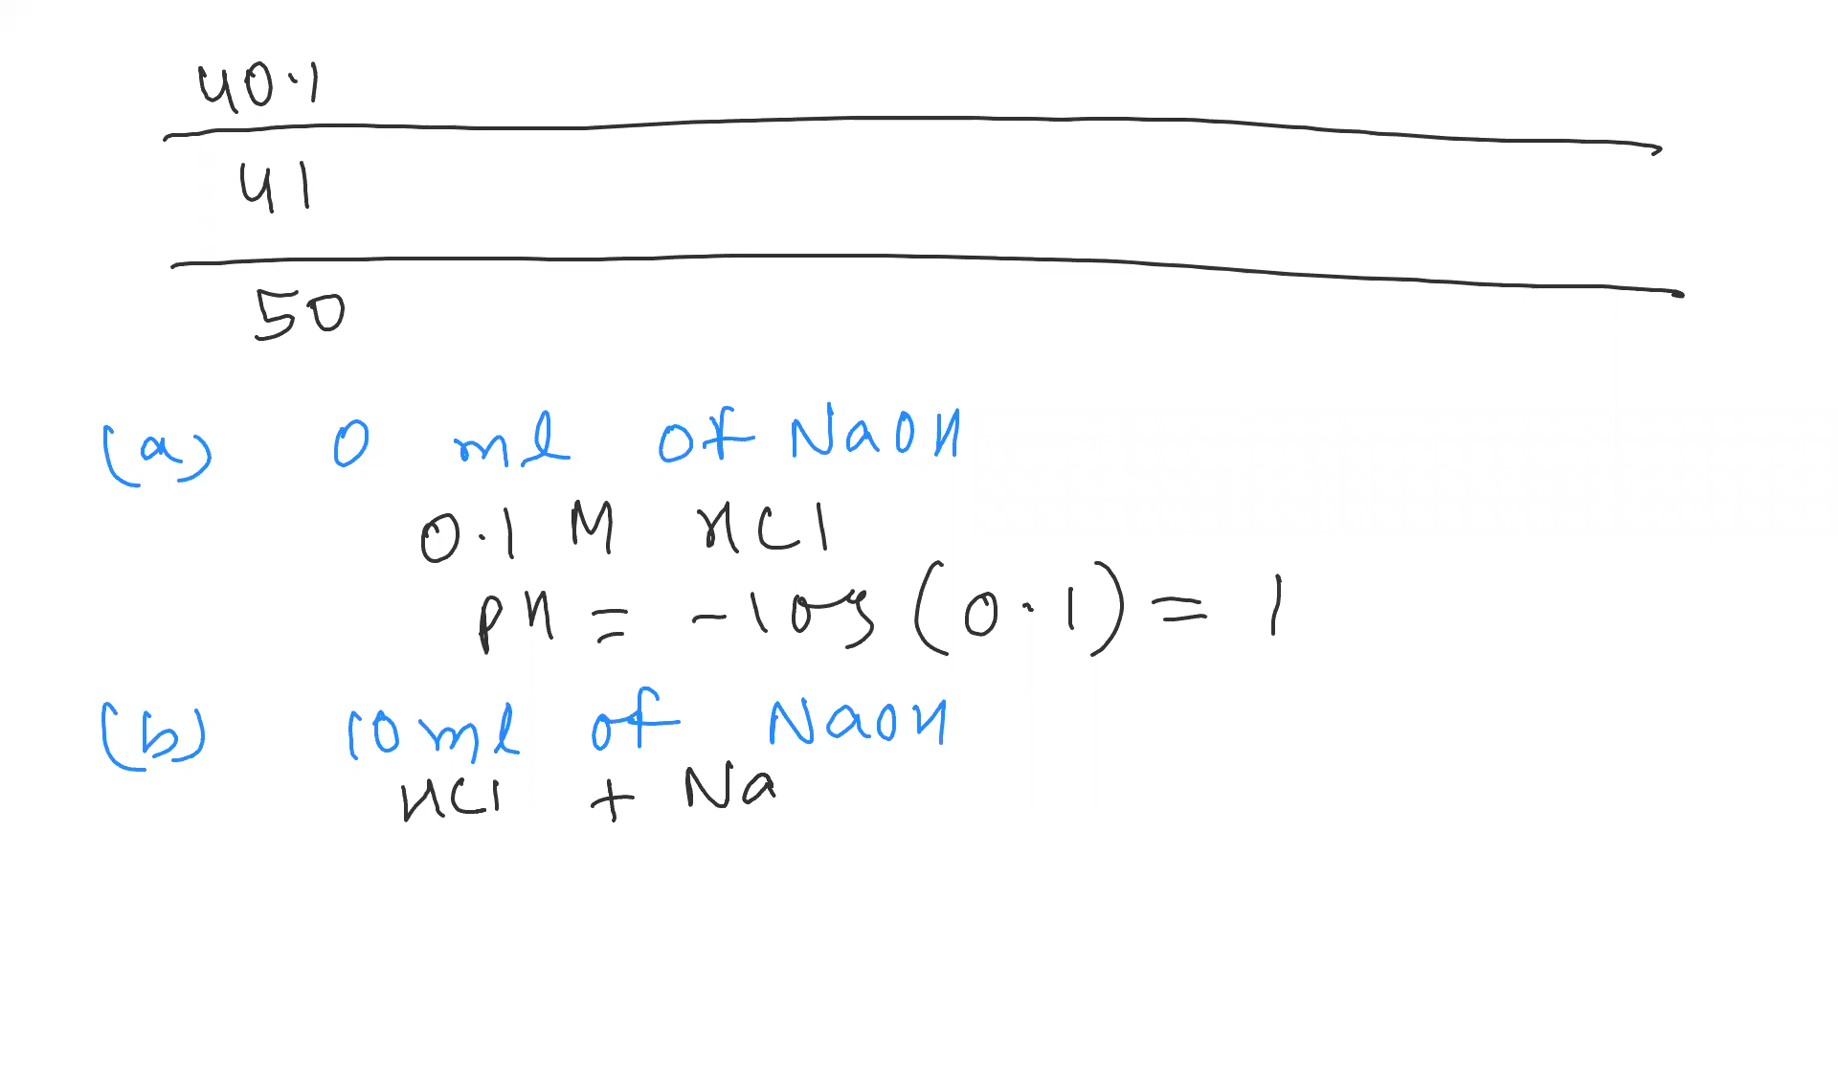 40.1
41
50
(a) 0 ml of NaOH
0.1 M HCl
pH = -log(0.1) = 1
(b) 10 ml of NaOH
HCl + Na